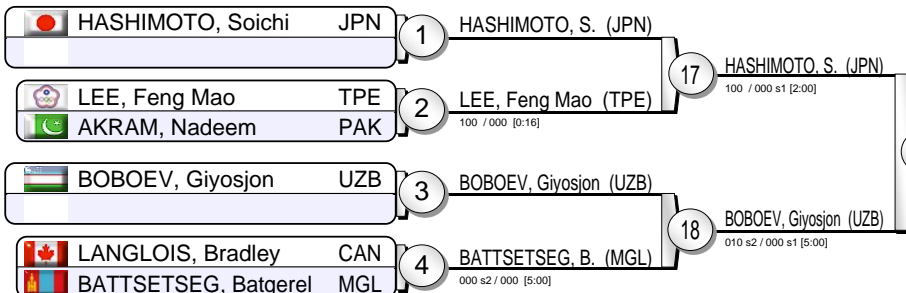 HASHIMOTO, Soichi JPN
1
HASHIMOTO, S. (JPN)
17
HASHIMOTO, S. (JPN)
100 / 000 s1 [2:00]
LEE, Feng Mao TPE
AKRAM, Nadeem PAK
2
LEE, Feng Mao (TPE)
100 / 000 [0:16]
BOBOEV, Giyosjon UZB
3
BOBOEV, Giyosjon (UZB)
18
BOBOEV, Giyosjon (UZB)
010 s2 / 000 s1 [5:00]
LANGLOIS, Bradley CAN
BATTSETSEG, Batgerel MGL
4
BATTSETSEG, B. (MGL)
000 s2 / 000 [5:00]